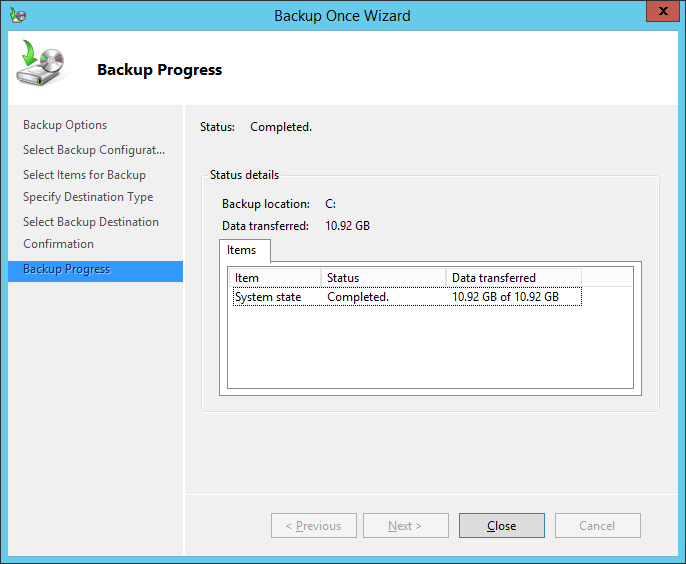 Backup Once Wizard
x
Backup Progress
Backup Options
Select Backup Configurat...
Select Items for Backup
Specify Destination Type
Select Backup Destination
Confirmation
Backup Progress
Status: Completed.
Status details
Backup location: C:
Data transferred: 10.92 GB
Items
Item Status Data transferred
System state Completed. 10.92 GB of 10.92 GB
< Previous Next > Close Cancel